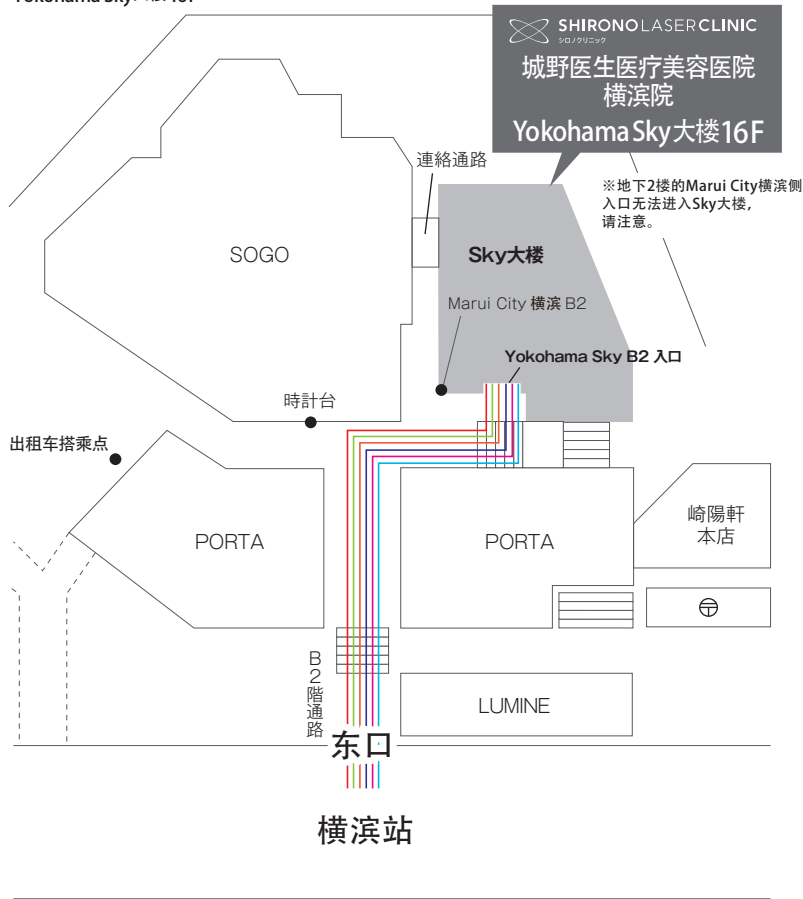 SHIRONO LASER CLINIC
シロノクリニック
城野医生医疗美容医院
横滨院
Yokohama Sky大楼16F
連絡通路
※地下2楼的Marui City横滨侧
入口无法进入Sky大楼,
请注意。
SOGO
Sky大楼
Marui City 横滨 B2
Yokohama Sky B2 入口
時計台
出租车搭乘点
PORTA
PORTA
崎陽軒
本店
〒
B2階通路
LUMINE
东口
横滨站